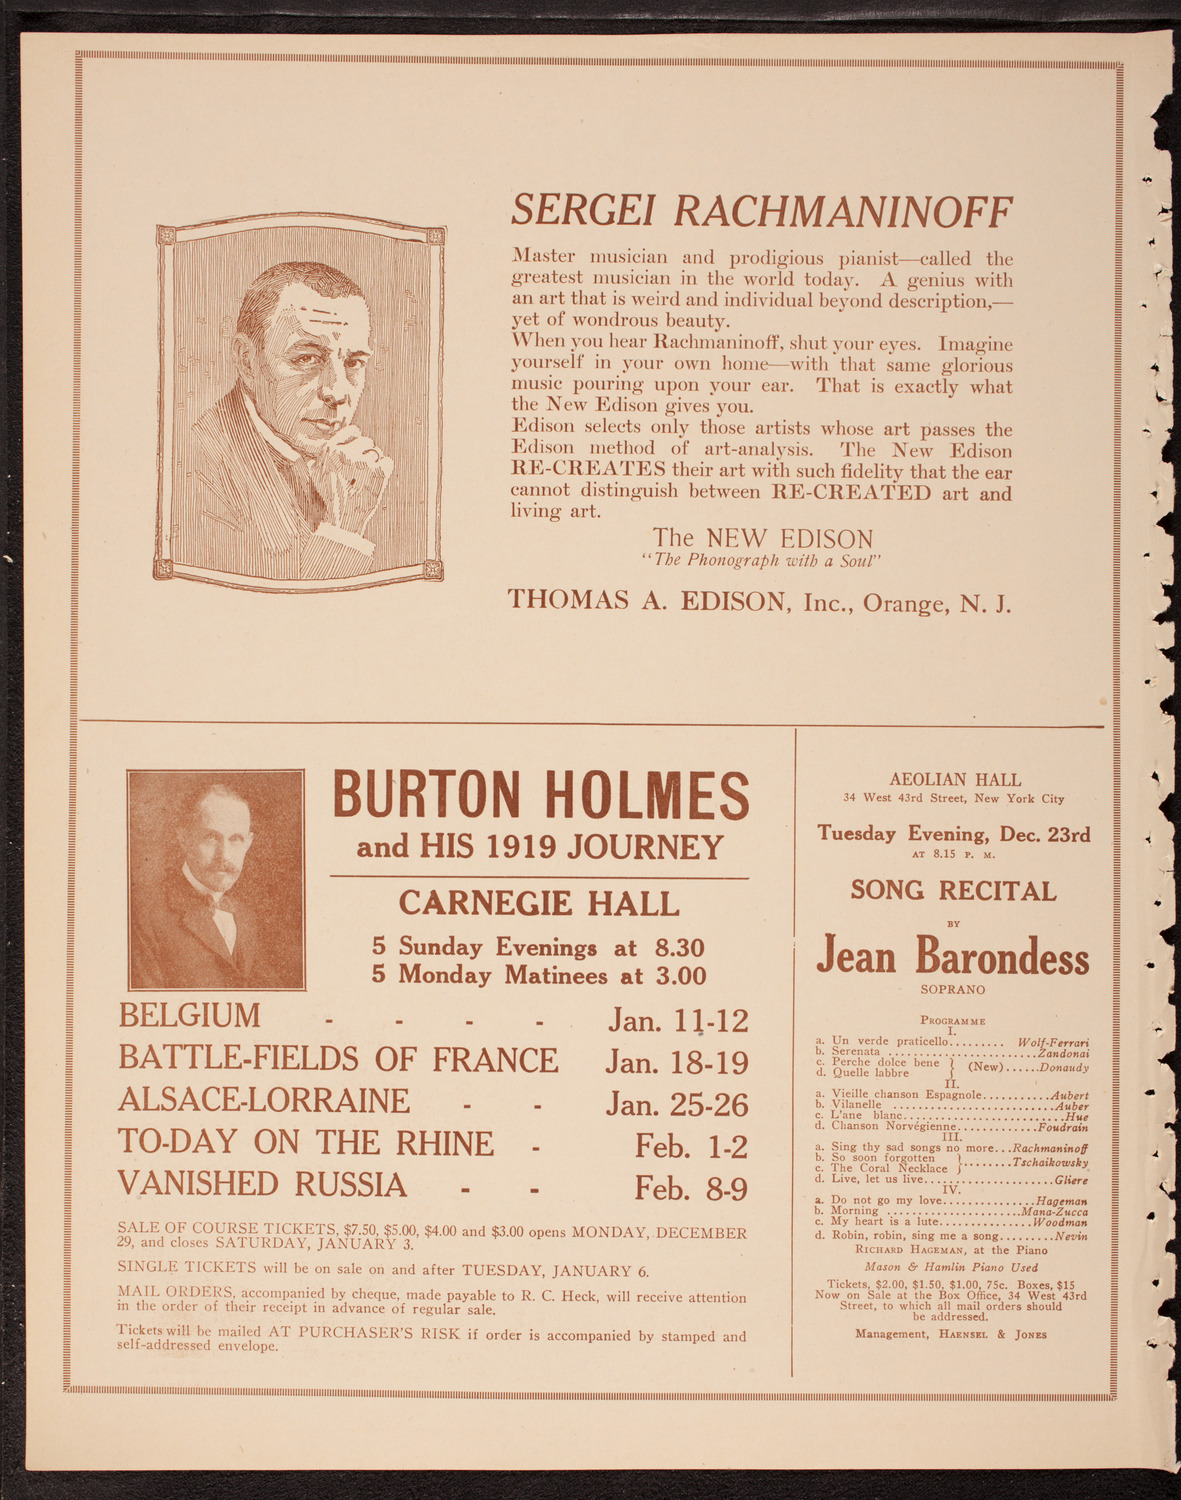 SERGEI RACHMANINOFF
Master musician and prodigious pianist—called the
greatest musician in the world today. A genius with
an art that is weird and individual beyond description,—
yet of wondrous beauty.
When you hear Rachmaninoff, shut your eyes. Imagine
yourself in your own home—with that same glorious
music pouring upon your ear. That is exactly what
the New Edison gives you.
Edison selects only those artists whose art passes the
Edison method of art-analysis. The New Edison
RE-CREATES their art with such fidelity that the ear
cannot distinguish between RE-CREATED art and
living art.
The NEW EDISON
"The Phonograph with a Soul"
THOMAS A. EDISON, Inc., Orange, N. J.
BURTON HOLMES
and HIS 1919 JOURNEY
CARNEGIE HALL
5 Sunday Evenings at 8.30
5 Monday Matinees at 3.00
BELGIUM - - - - Jan. 11-12
BATTLE-FIELDS OF FRANCE Jan. 18-19
ALSACE-LORRAINE - - Jan. 25-26
TO-DAY ON THE RHINE - Feb. 1-2
VANISHED RUSSIA - - Feb. 8-9
SALE OF COURSE TICKETS, $7.50, $5.00, $4.00 and $3.00 opens MONDAY, DECEMBER
29, and closes SATURDAY, JANUARY 3.
SINGLE TICKETS will be on sale on and after TUESDAY, JANUARY 6.
MAIL ORDERS, accompanied by cheque, made payable to R. C. Heck, will receive attention
in the order of their receipt in advance of regular sale.
Tickets will be mailed AT PURCHASER'S RISK if order is accompanied by stamped and
self-addressed envelope.
AEOLIAN HALL
34 West 43rd Street, New York City
Tuesday Evening, Dec. 23rd
AT 8.15 P. M.
SONG RECITAL
BY
Jean Barondess
SOPRANO
PROGRAMME
I.
a. Un verde praticello......... Wolf-Ferrari
b. Serenata ........................Zandonai
c. Perche dolce bene } (New)......Donaudy
d. Quelle labbre
II.
a. Vieille chanson Espagnole...........Aubert
b. Vilanelle ...........................Auber
c. L'ane blanc..........................Hue
d. Chanson Norvégienne.............Foudrain
III.
a. Sing thy sad songs no more...Rachmaninoff
b. So soon forgotten } ........Tschaikowsky
c. The Coral Necklace
d. Live, let us live.....................Gliere
IV.
a. Do not go my love...............Hageman
b. Morning ......................Mana-Zucca
c. My heart is a lute...............Woodman
d. Robin, robin, sing me a song.........Nevin
RICHARD HAGEMAN, at the Piano
Mason & Hamlin Piano Used
Tickets, $2.00, $1.50, $1.00, 75c. Boxes, $15
Now on Sale at the Box Office, 34 West 43rd
Street, to which all mail orders should
be addressed.
Management, HAENSEL & JONES